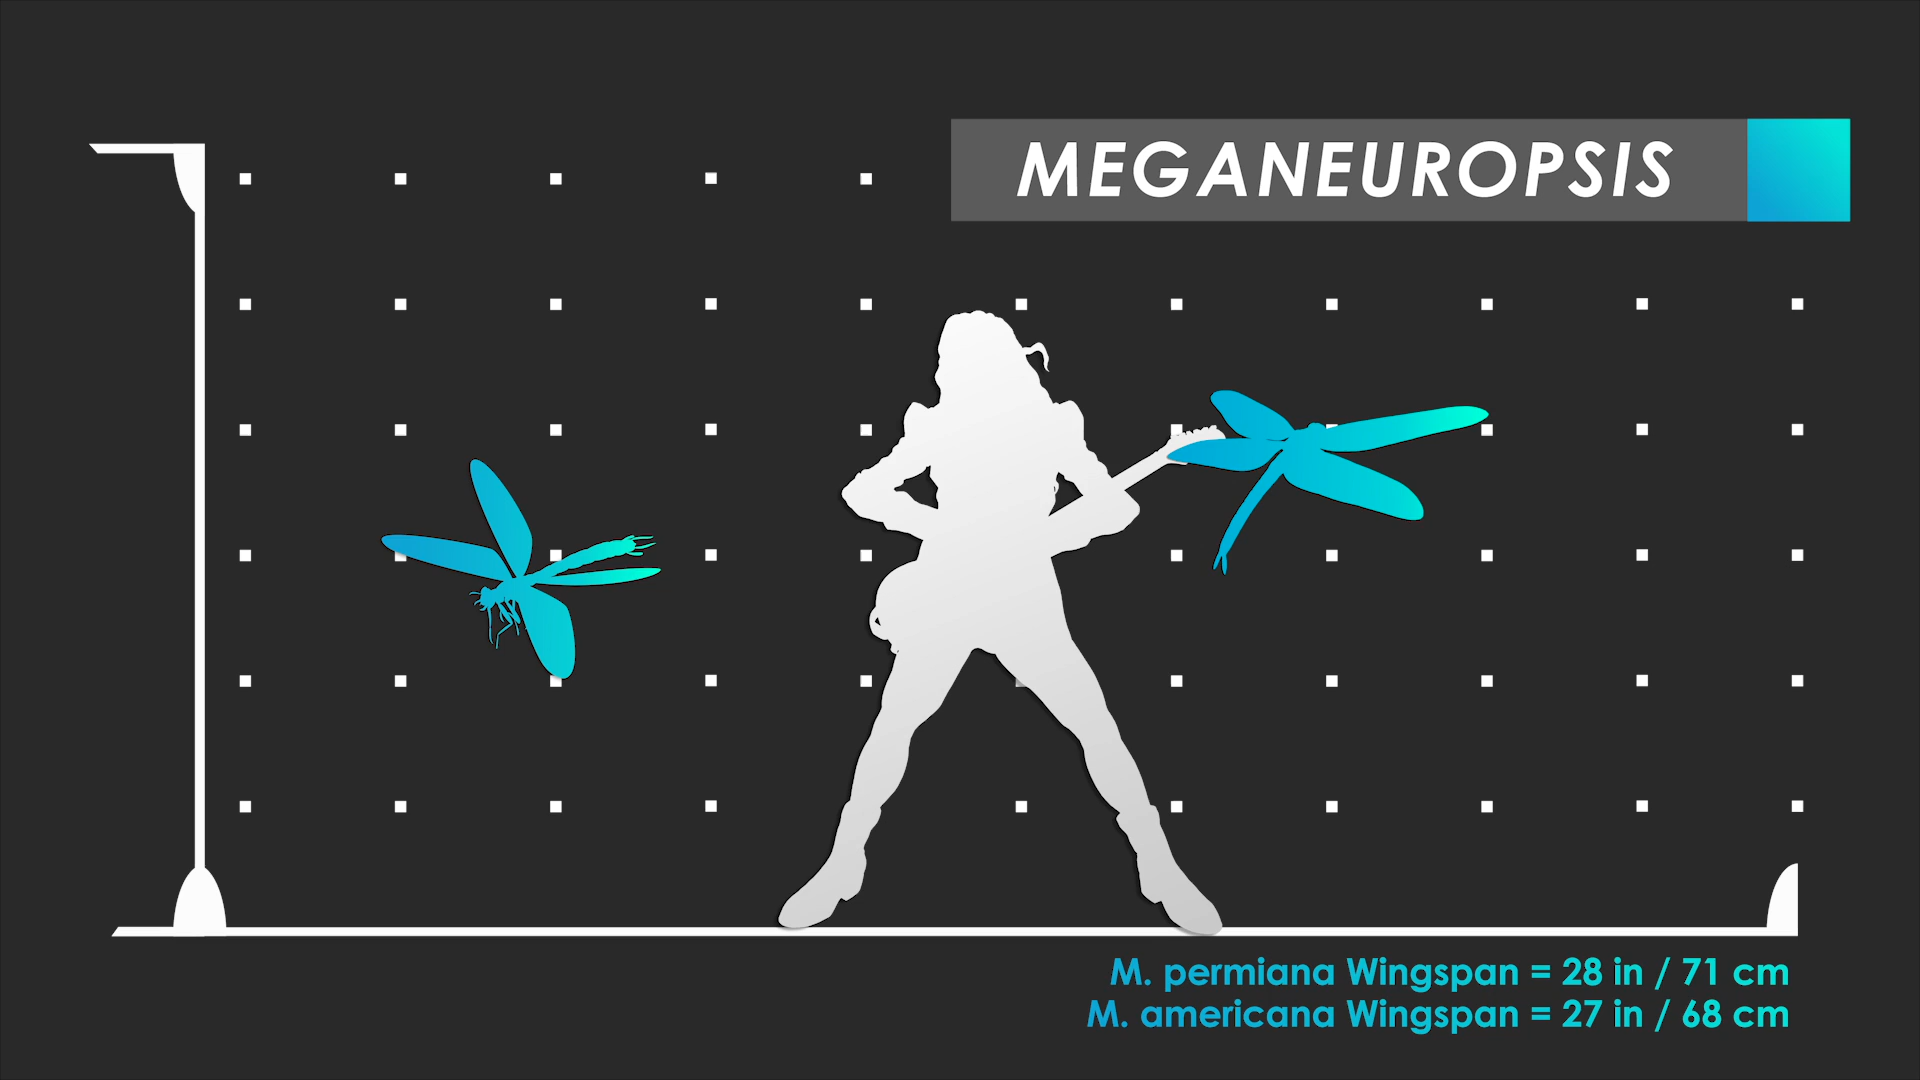 MEGANEUROPSIS
M. permiana Wingspan = 28 in / 71 cm
M. americana Wingspan = 27 in / 68 cm